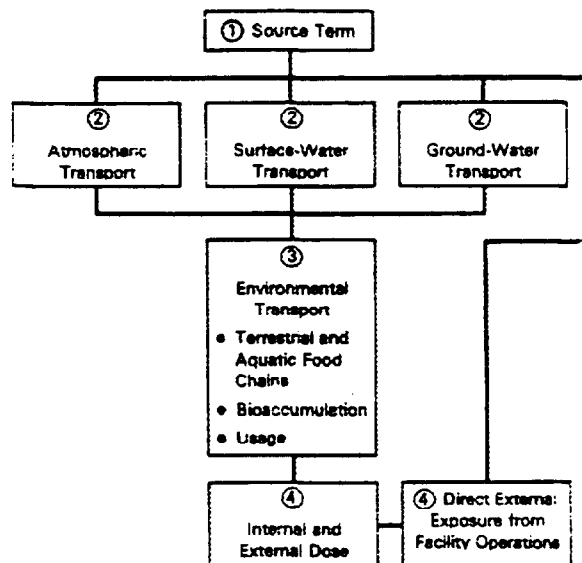 ① Source Term
②
Atmospheric
Transport
②
Surface-Water
Transport
②
Ground-Water
Transport
③
Environmental
Transport
• Terrestrial and
Aquatic Food
Chains
• Bioaccumulation
• Usage
④
Internal and
External Dose
④ Direct External
Exposure from
Facility Operations